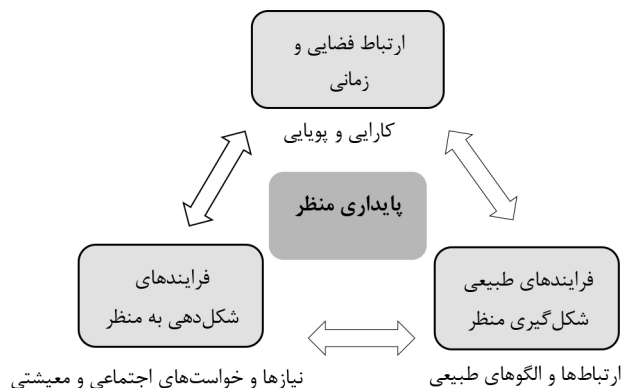 ارتباط فضایی و
زمانی
کارایی و پویایی
پایداری منظر
فرایندهای طبیعی
شکل‌گیری منظر
ارتباط‌ها و الگوهای طبیعی
فرایندهای
شکل‌دهی به منظر
نیازها و خواست‌های اجتماعی و معیشتی